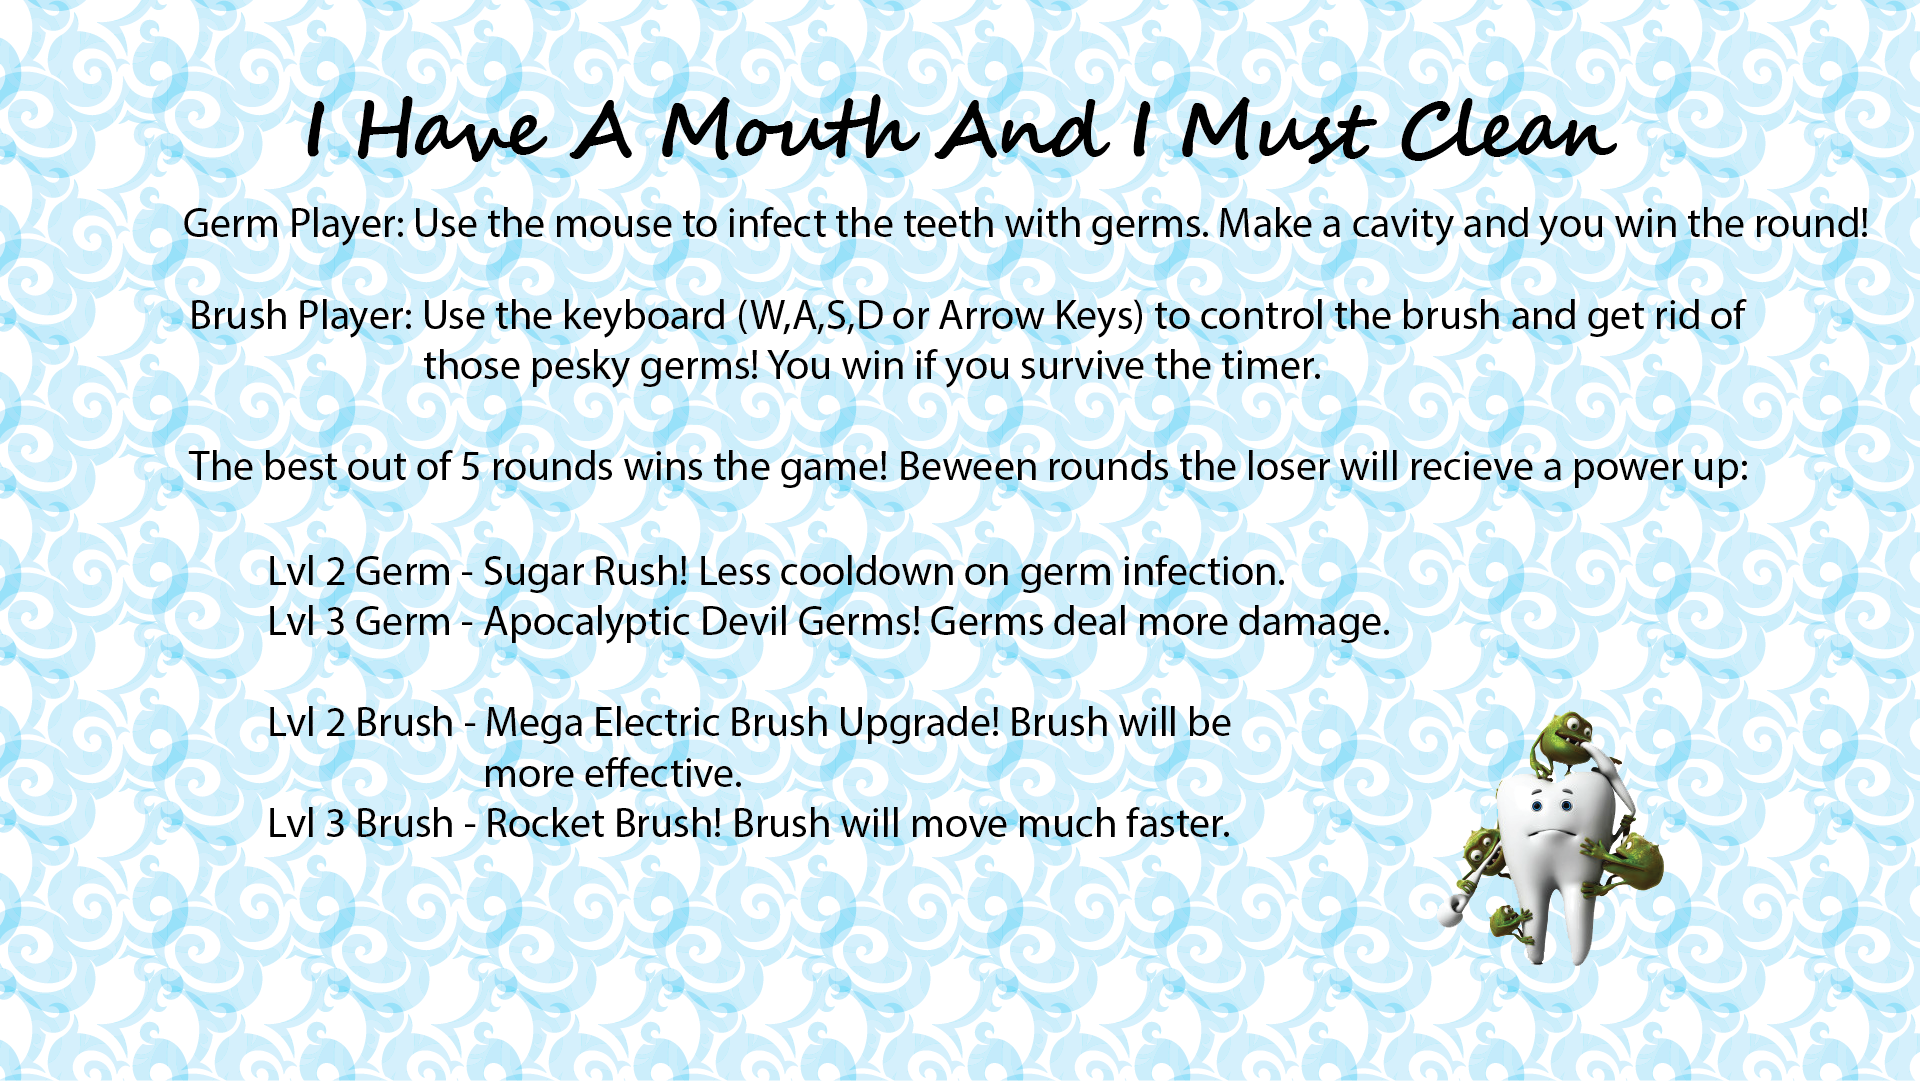 I Have A Mouth And I Must Clean
Germ Player: Use the mouse to infect the teeth with germs. Make a cavity and you win the round!
Brush Player: Use the keyboard (W,A,S,D or Arrow Keys) to control the brush and get rid of
those pesky germs! You win if you survive the timer.
The best out of 5 rounds wins the game! Beween rounds the loser will recieve a power up:
Lvl 2 Germ - Sugar Rush! Less cooldown on germ infection.
Lvl 3 Germ - Apocalyptic Devil Germs! Germs deal more damage.
Lvl 2 Brush - Mega Electric Brush Upgrade! Brush will be
more effective.
Lvl 3 Brush - Rocket Brush! Brush will move much faster.